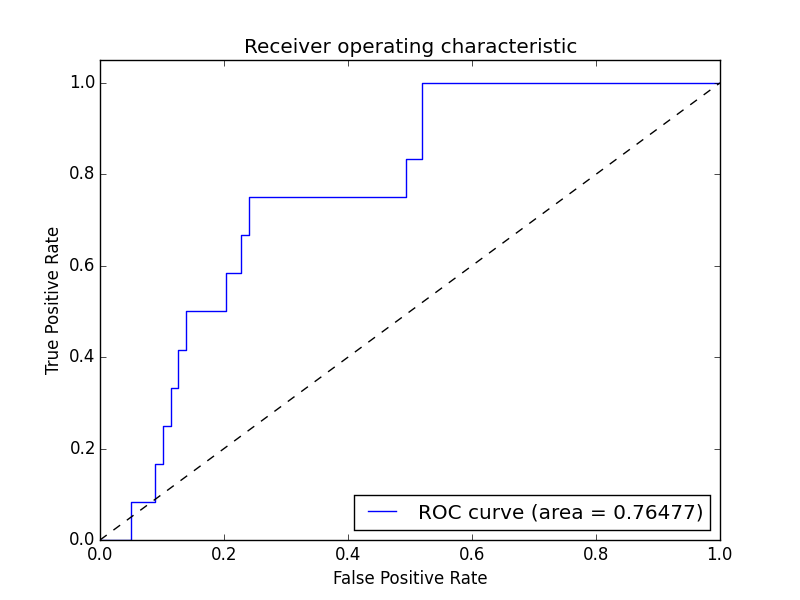 Receiver operating characteristic
1.0
0.8
0.6
0.4
0.2
0.0
True Positive Rate
ROC curve (area = 0.76477)
0.0 0.2 0.4 0.6 0.8 1.0
False Positive Rate